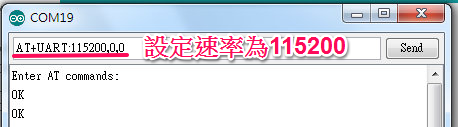 COM19
AT+UART:115200,0,0 設定速率為115200 Send
Enter AT commands:
OK
OK